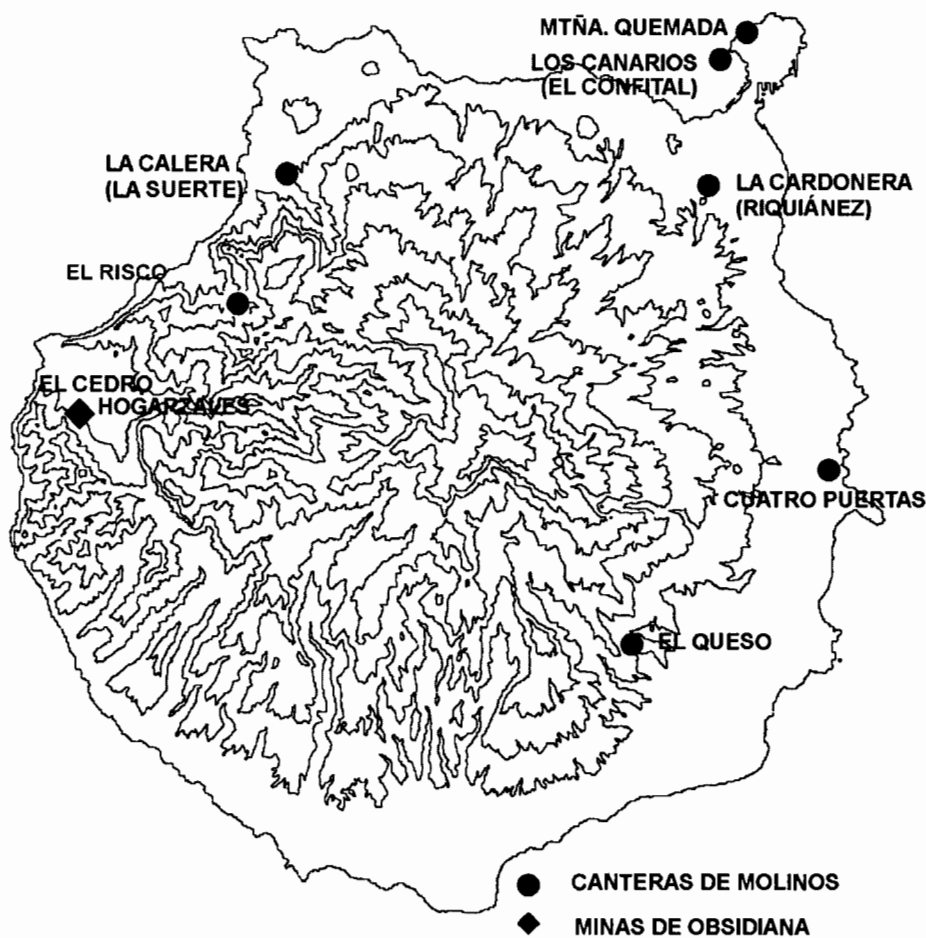 MTÑA. QUEMADA
LOS CANARIOS
(EL CONFITAL)
LA CALERA
(LA SUERTE)
LA CARDONERA
(RIQUIÁNEZ)
EL RISCO
EL CEDRO
HOGARZALES
CUATRO PUERTAS
EL QUESO
CANTERAS DE MOLINOS
MINAS DE OBSIDIANA